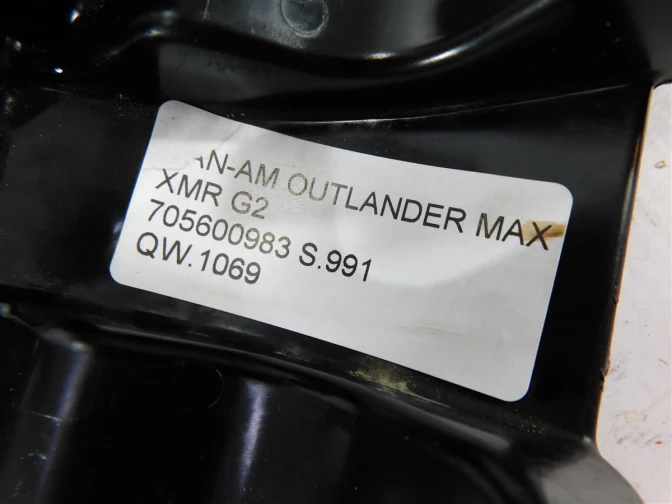 AN-AM OUTLANDER MAX
XMR G2
705600983 S.991
QW.1069